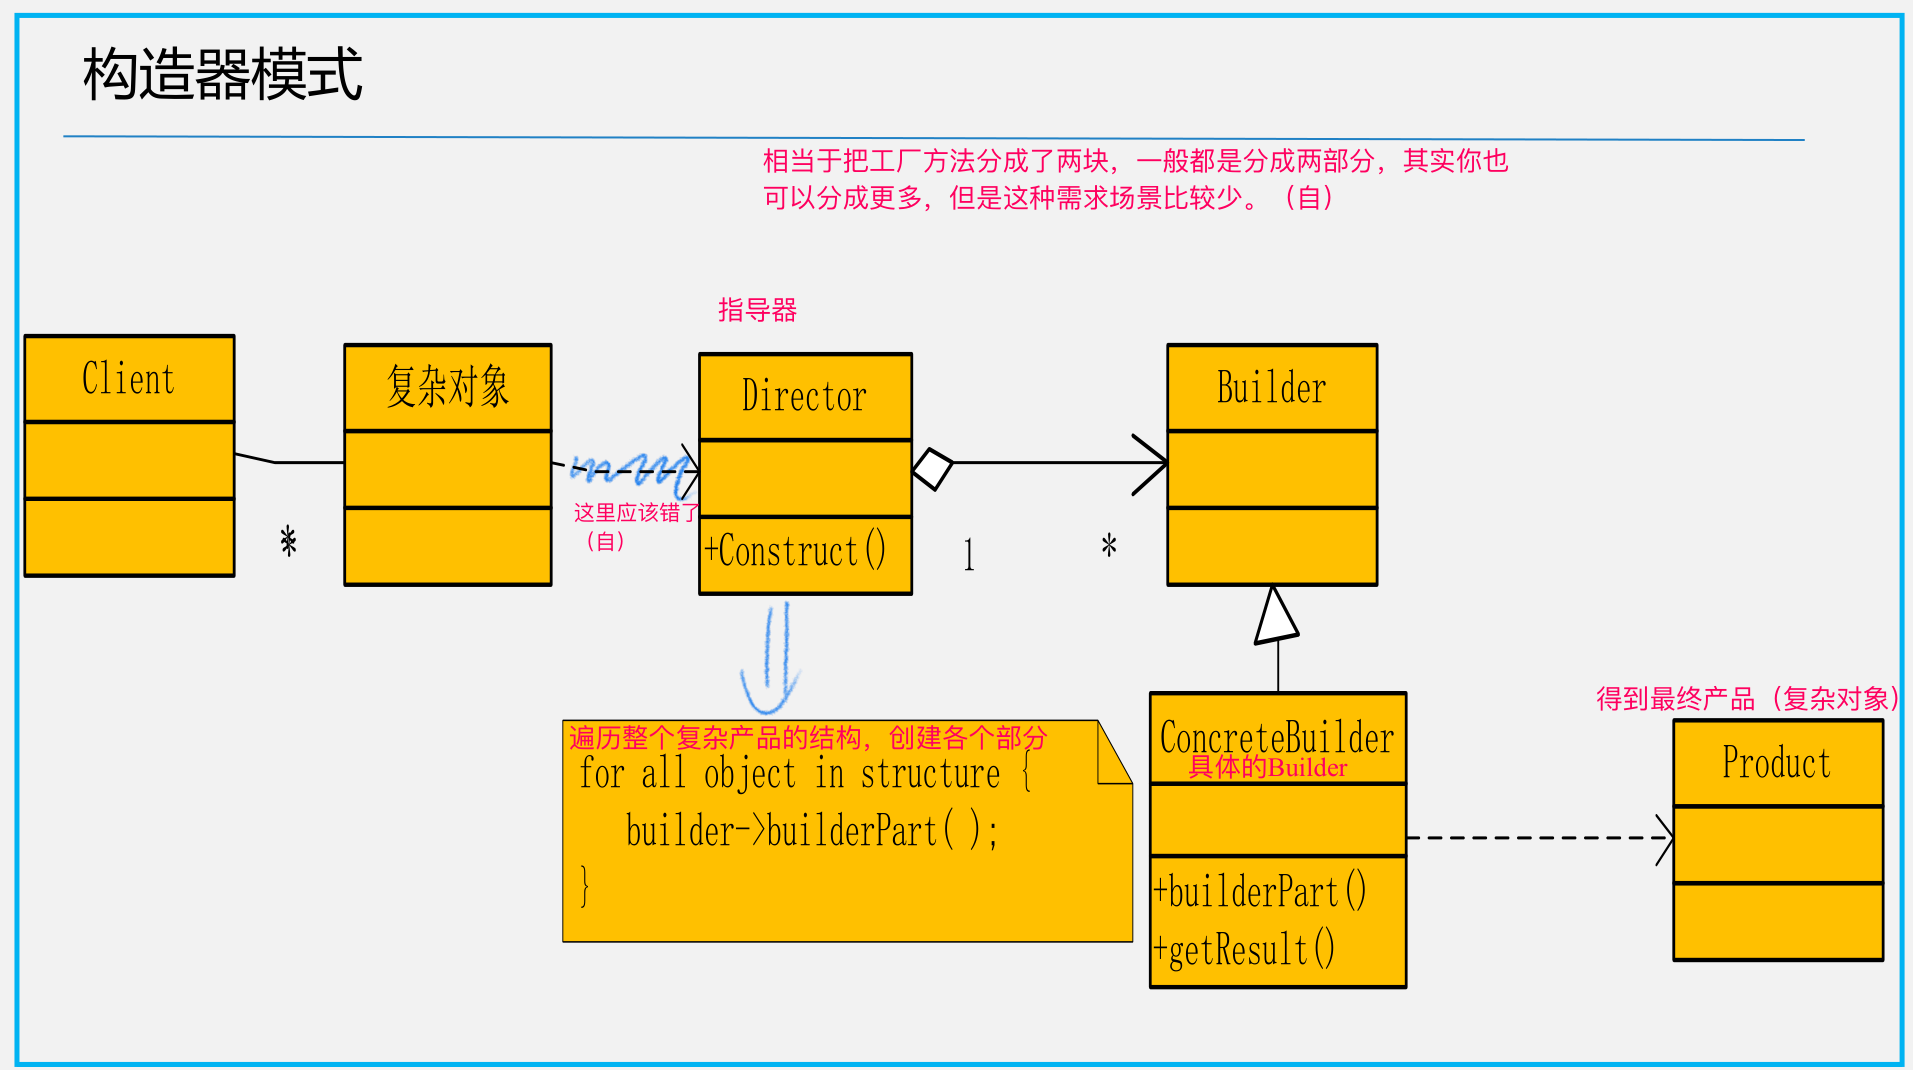 构造器模式
相当于把工厂方法分成了两块，一般都是分成两部分，其实你也
可以分成更多，但是这种需求场景比较少。（自）
指导器
Client
复杂对象
Director
Builder
这里应该错了
（自）
*
*
+Construct()
1
*
得到最终产品（复杂对象）
遍历整个复杂产品的结构，创建各个部分
for all object in structure {
builder->builderPart( );
}
ConcreteBuilder
具体的Builder
Product
+builderPart()
+getResult()